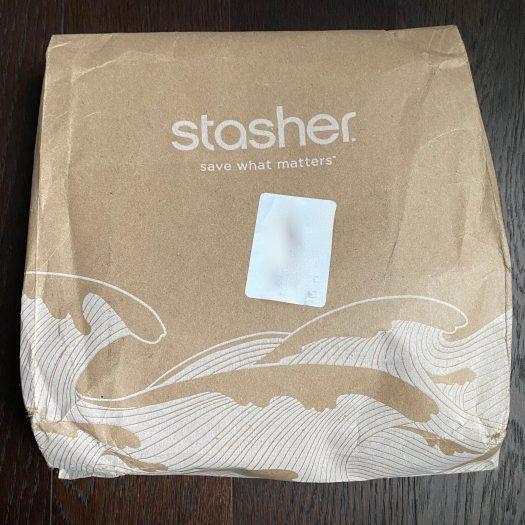 stasher.
save what matters™